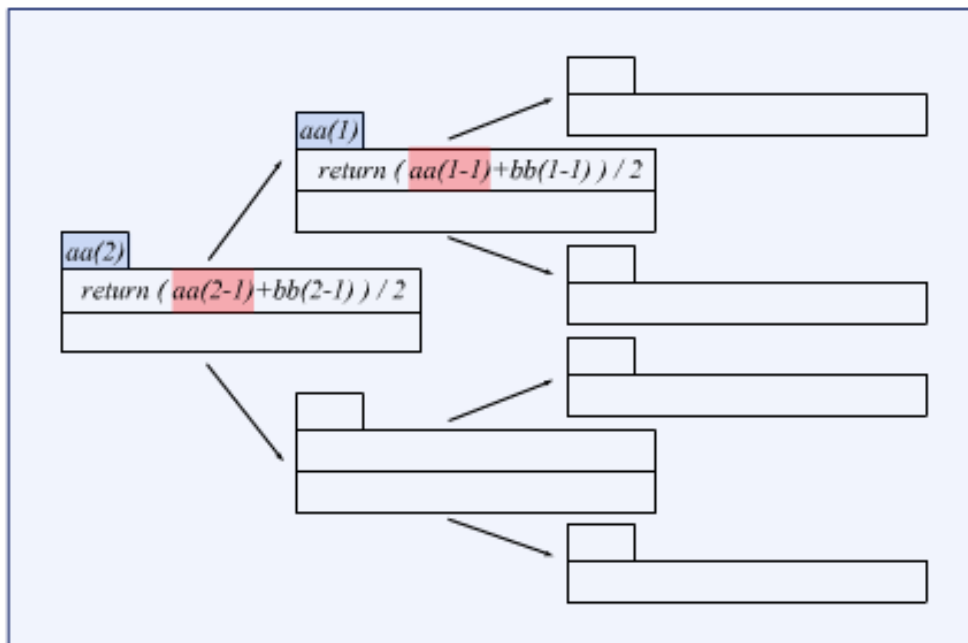 aa(1)
return ( aa(1-1)+bb(1-1) ) / 2
aa(2)
return ( aa(2-1)+bb(2-1) ) / 2